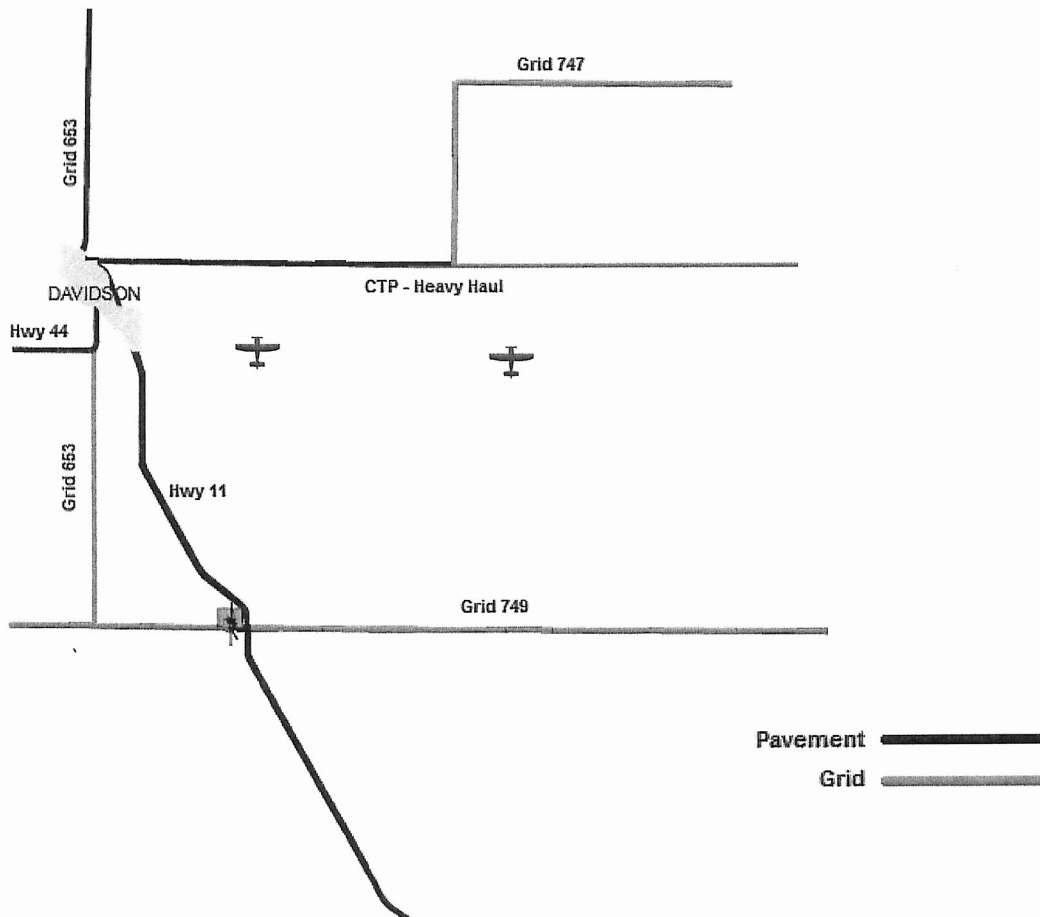 Grid 747
Grid 653
CTP - Heavy Haul
DAVIDSON
Hwy 44
Grid 653
Hwy 11
Grid 749
Pavement
Grid